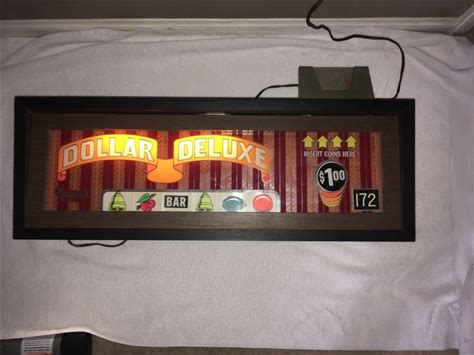 DOLLAR DELUXE
INSERT COINS HERE
$1.00
BAR
172